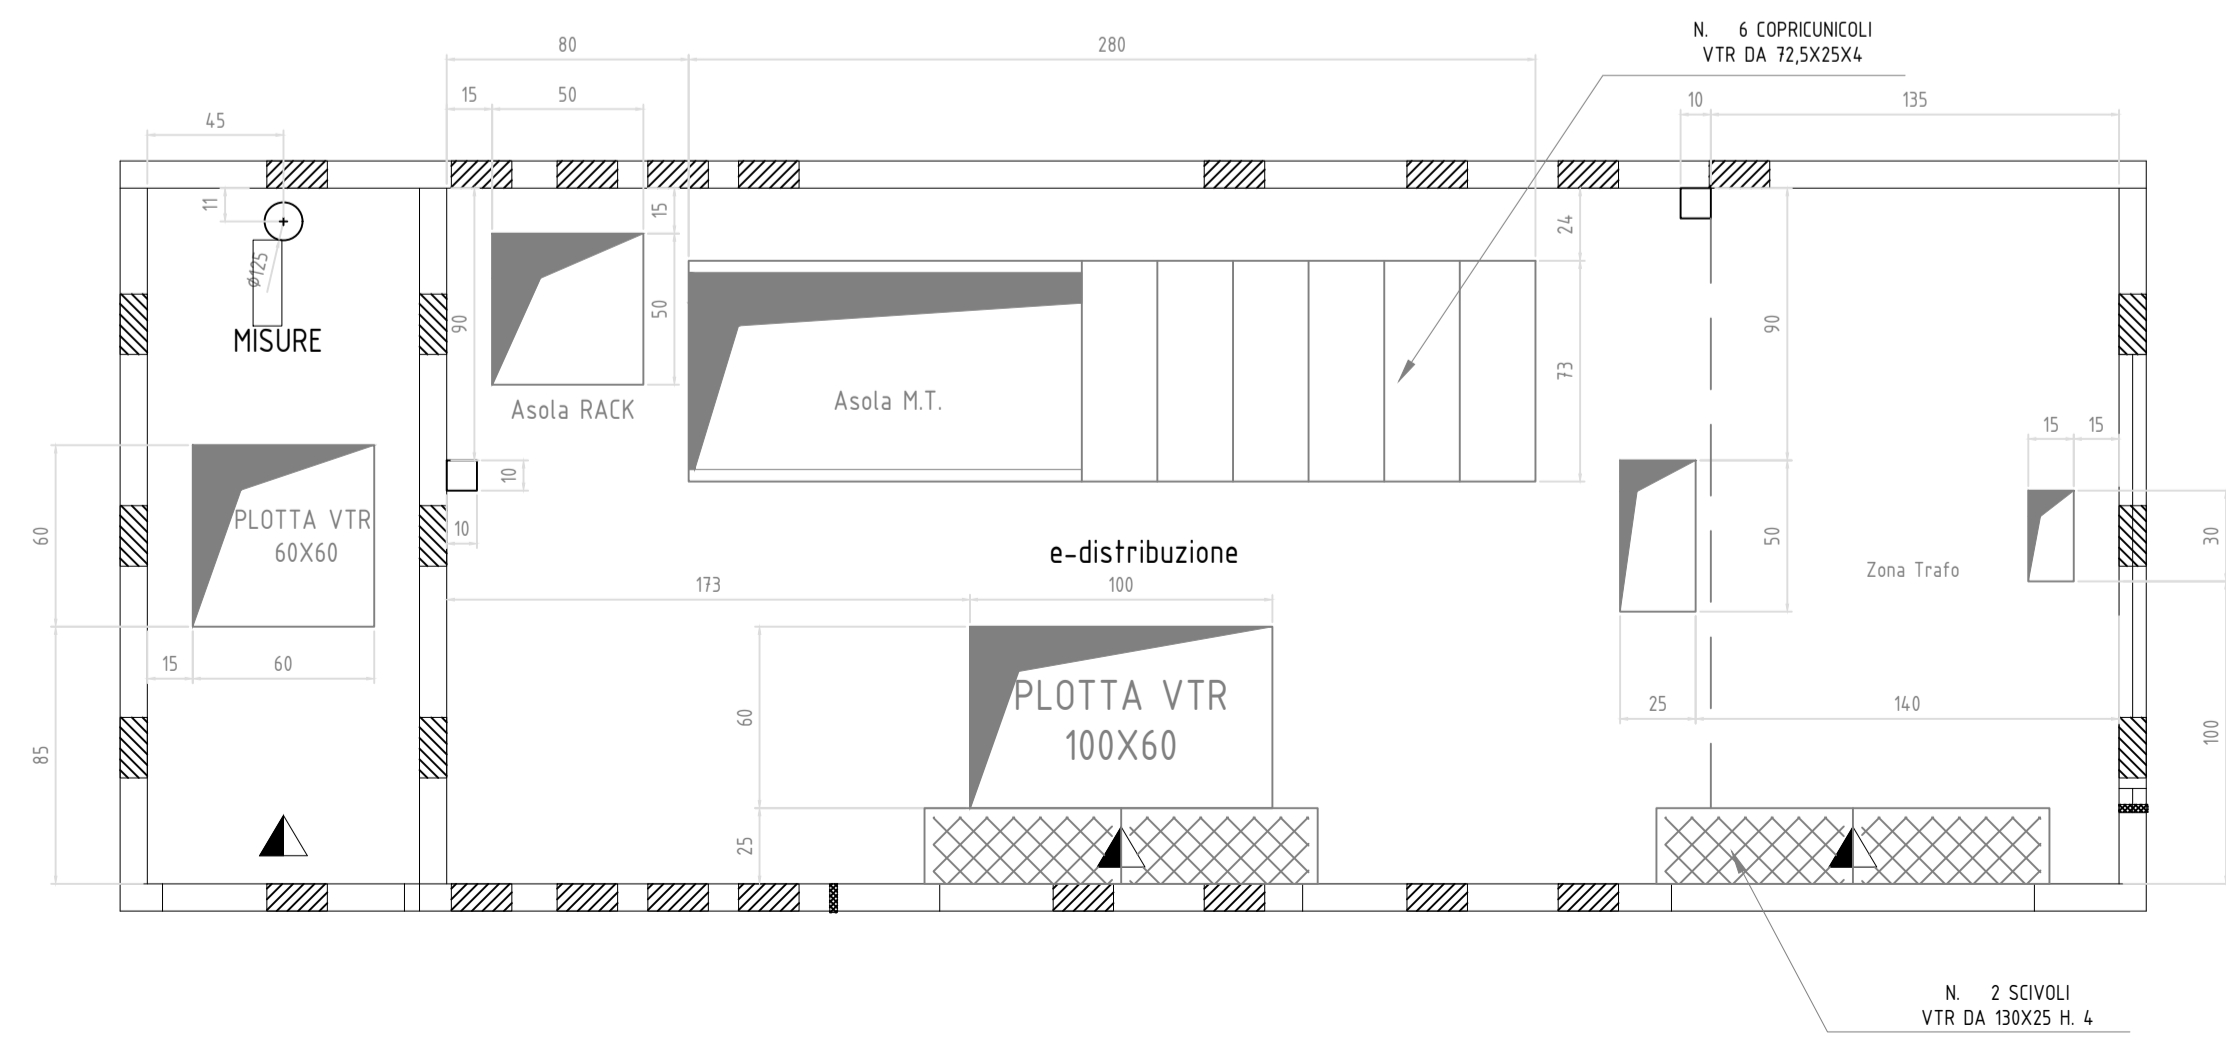 N. 6 COPRICUNICOLI
VTR DA 72,5X25X4
80
280
15
50
10
135
45
11
15
24
Ø125
MISURE
90
50
Asola RACK
Asola M.T.
73
90
15
15
10
10
PLOTTA VTR
60X60
60
e-distribuzione
50
30
Zona Trafo
173
100
15
60
60
PLOTTA VTR
100X60
25
140
100
85
25
N. 2 SCIVOLI
VTR DA 130X25 H. 4